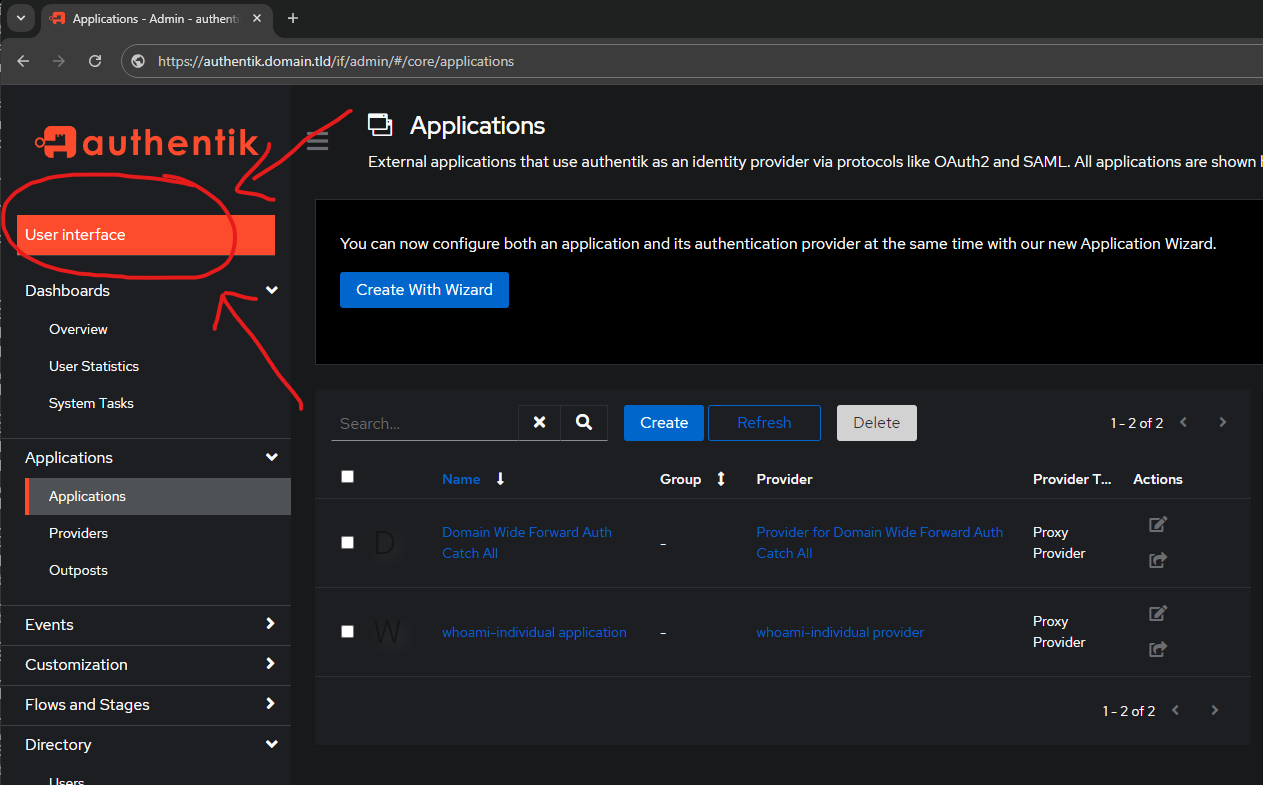 Applications - Admin - authenti
https://authentik.domain.tld/if/admin/#/core/applications
authentik
User interface
Dashboards
Overview
User Statistics
System Tasks
Applications
Applications
Providers
Outposts
Events
Customization
Flows and Stages
Directory
Users
Applications
External applications that use authentik as an identity provider via protocols like OAuth2 and SAML. All applications are shown
You can now configure both an application and its authentication provider at the same time with our new Application Wizard.
Create With Wizard
Search... Create Refresh Delete 1 - 2 of 2
Name Group Provider Provider T... Actions
D Domain Wide Forward Auth Catch All - Provider for Domain Wide Forward Auth Catch All Proxy Provider
W whoami-individual application - whoami-individual provider Proxy Provider
1 - 2 of 2